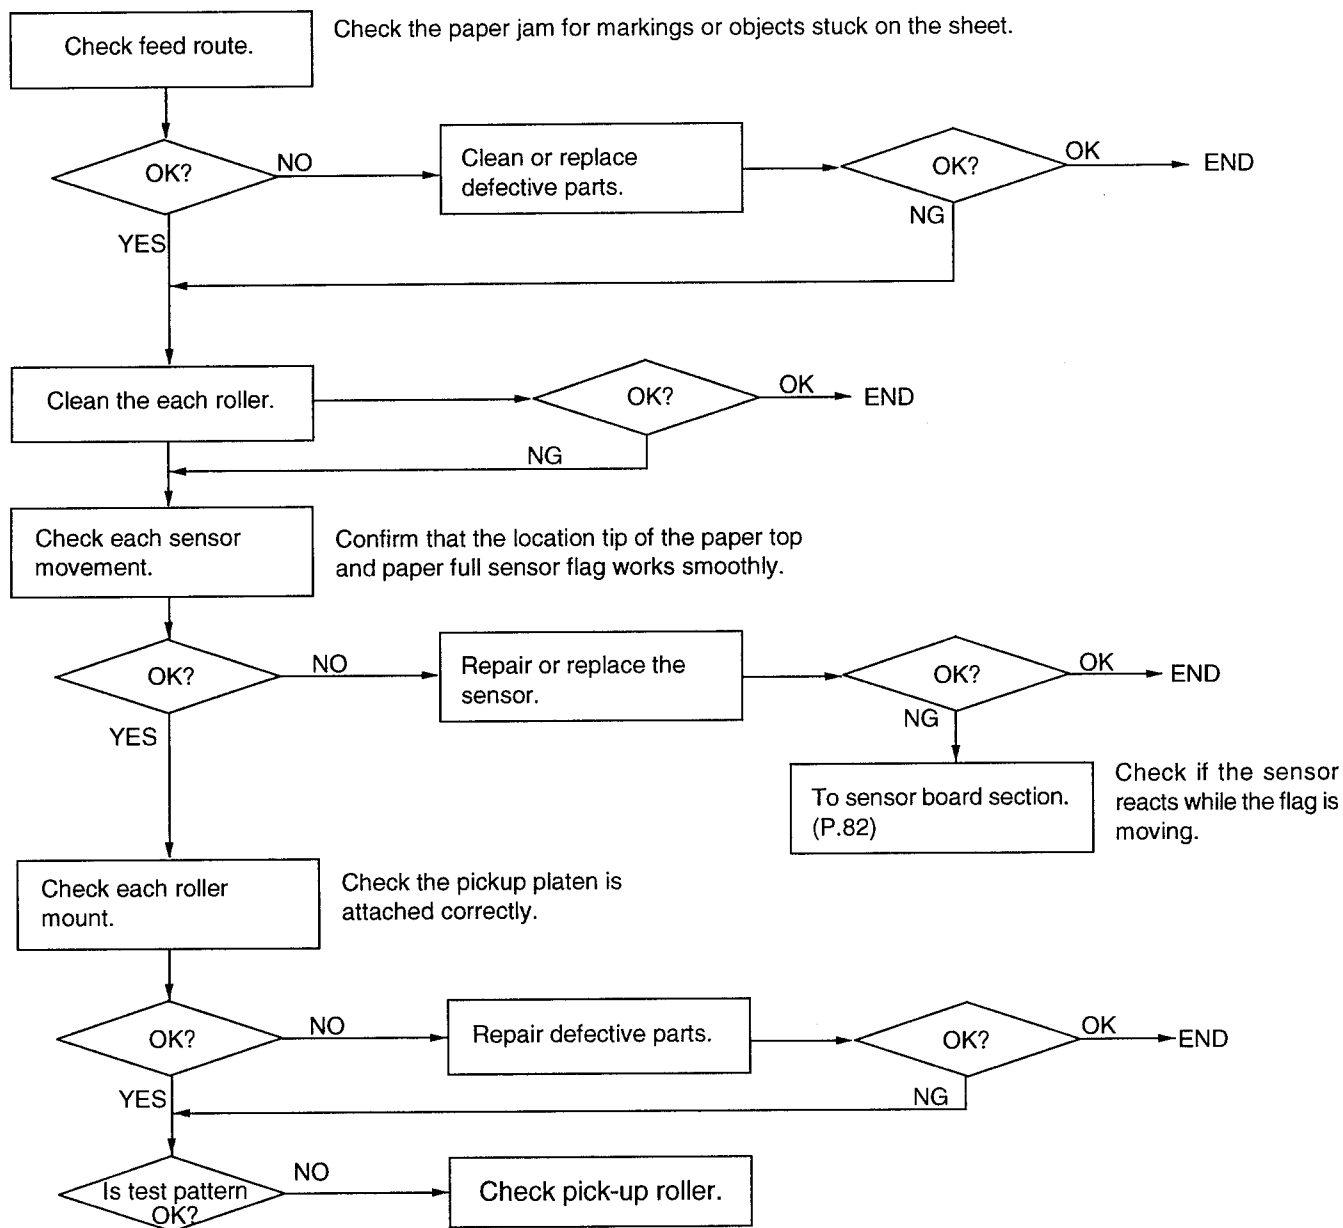 Check feed route.
Check the paper jam for markings or objects stuck on the sheet.
OK?
NO
Clean or replace
defective parts.
OK?
OK
END
NG
YES
Clean the each roller.
OK?
OK
END
NG
Check each sensor
movement.
Confirm that the location tip of the paper top
and paper full sensor flag works smoothly.
OK?
NO
Repair or replace the
sensor.
OK?
OK
END
NG
YES
To sensor board section.
(P.82)
Check if the sensor
reacts while the flag is
moving.
Check each roller
mount.
Check the pickup platen is
attached correctly.
OK?
NO
Repair defective parts.
OK?
OK
END
NG
YES
Is test pattern
OK?
NO
Check pick-up roller.